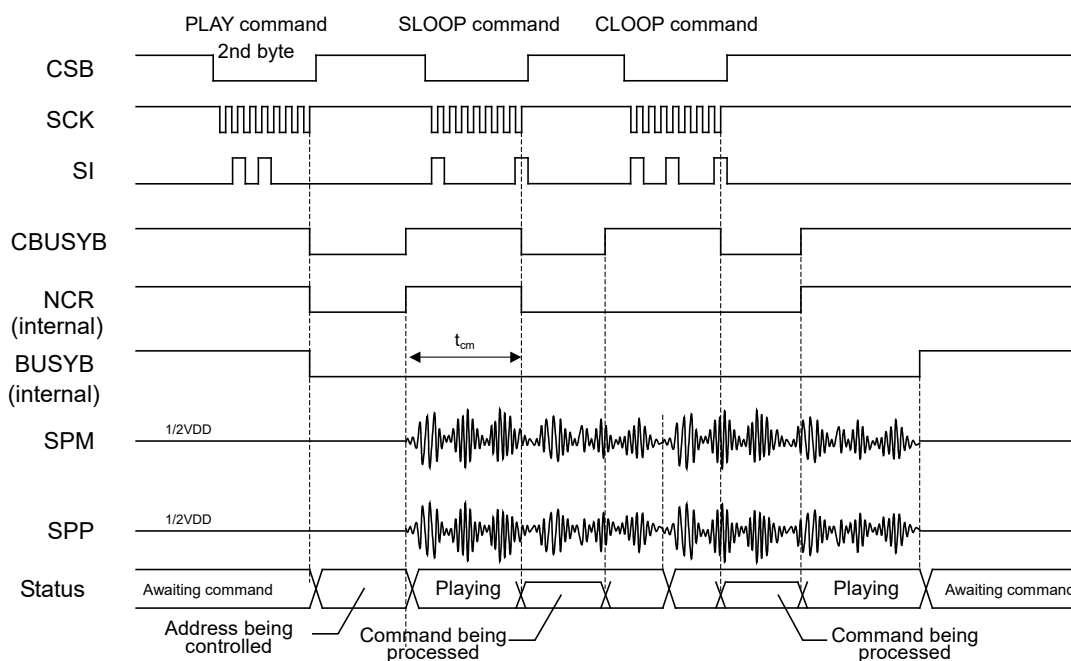 PLAY command
2nd byte
SLOOP command
CLOOP command
CSB
SCK
SI
CBUSYB
NCR
(internal)
tcm
BUSYB
(internal)
SPM
1/2VDD
SPP
1/2VDD
Status
Awaiting command
Playing
Playing
Awaiting command
Address being
controlled
Command being
processed
Command being
processed